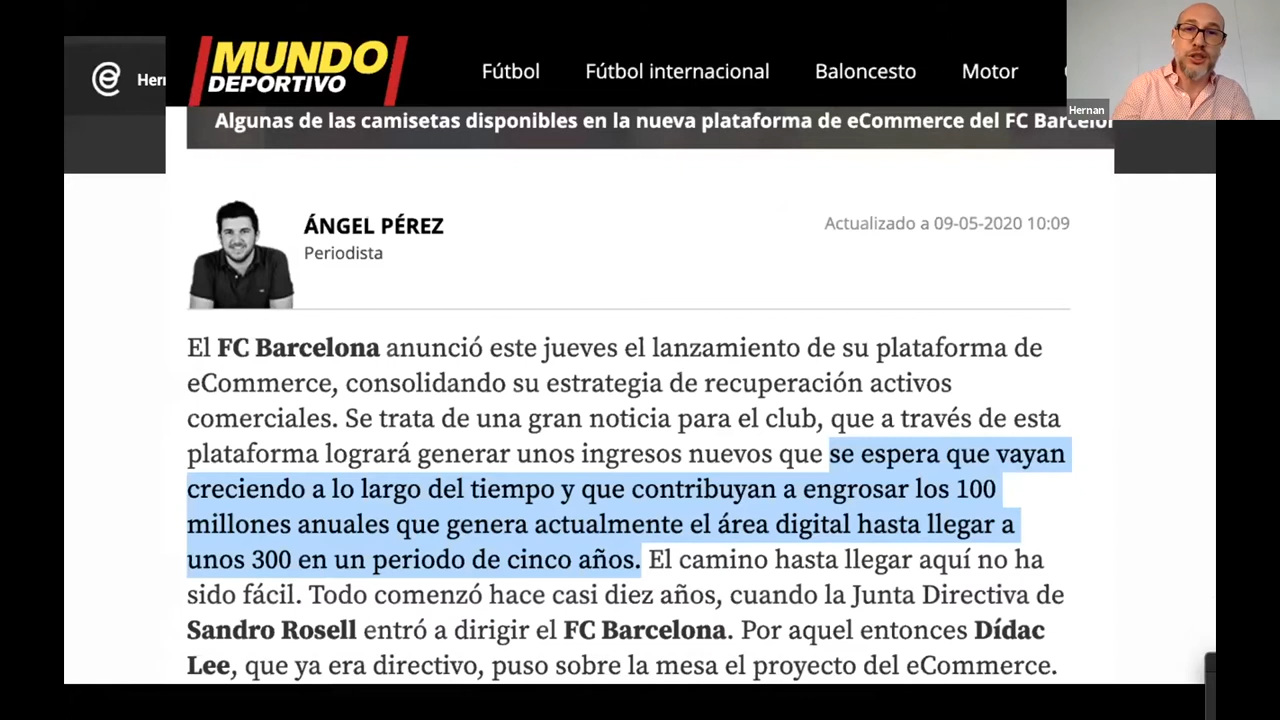 Her
MUNDO
DEPORTIVO
Fútbol
Fútbol internacional
Baloncesto
Motor
Hernan
Algunas de las camisetas disponibles en la nueva plataforma de eCommerce del FC Barcelon
ÁNGEL PÉREZ
Periodista
Actualizado a 09-05-2020 10:09
El FC Barcelona anunció este jueves el lanzamiento de su plataforma de
eCommerce, consolidando su estrategia de recuperación activos
comerciales. Se trata de una gran noticia para el club, que a través de esta
plataforma logrará generar unos ingresos nuevos que se espera que vayan
creciendo a lo largo del tiempo y que contribuyan a engrosar los 100
millones anuales que genera actualmente el área digital hasta llegar a
unos 300 en un periodo de cinco años. El camino hasta llegar aquí no ha
sido fácil. Todo comenzó hace casi diez años, cuando la Junta Directiva de
Sandro Rosell entró a dirigir el FC Barcelona. Por aquel entonces Dídac
Lee, que ya era directivo, puso sobre la mesa el proyecto del eCommerce.